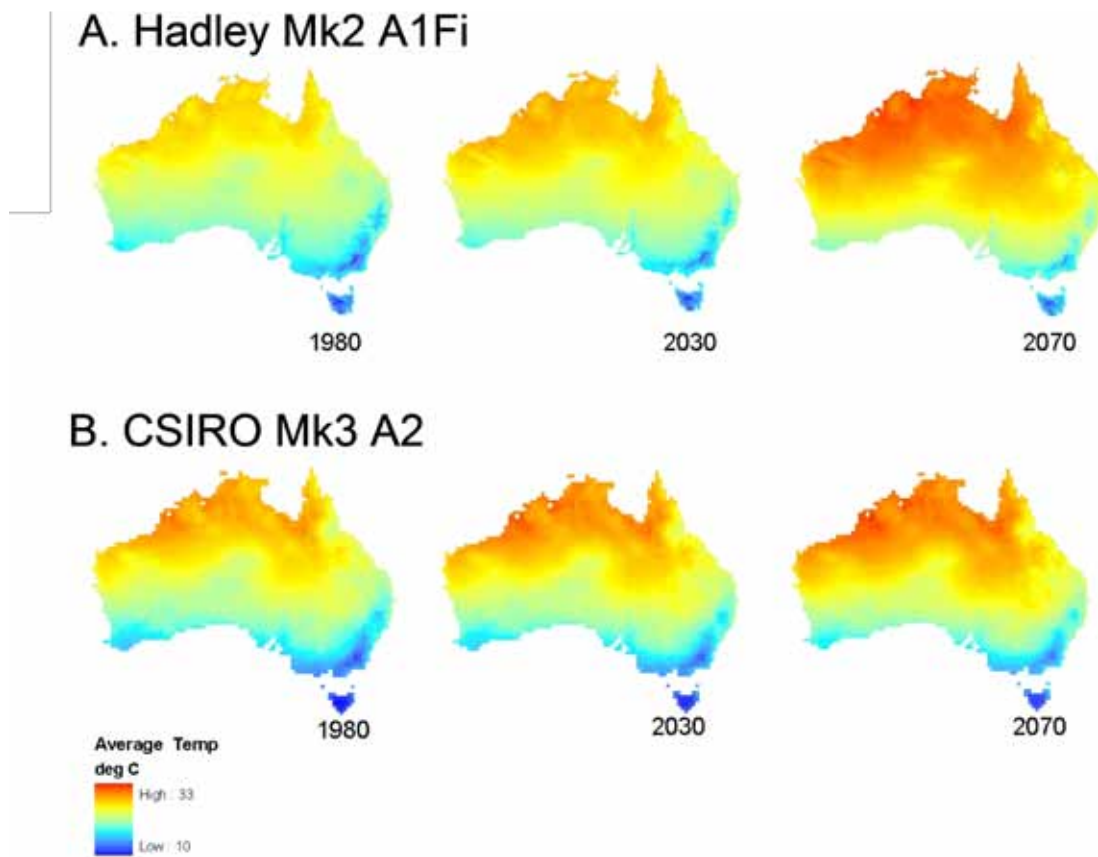 A. Hadley Mk2 A1Fi
1980
2030
2070
B. CSIRO Mk3 A2
1980
2030
2070
Average Temp
deg C
High : 33
Low : 10